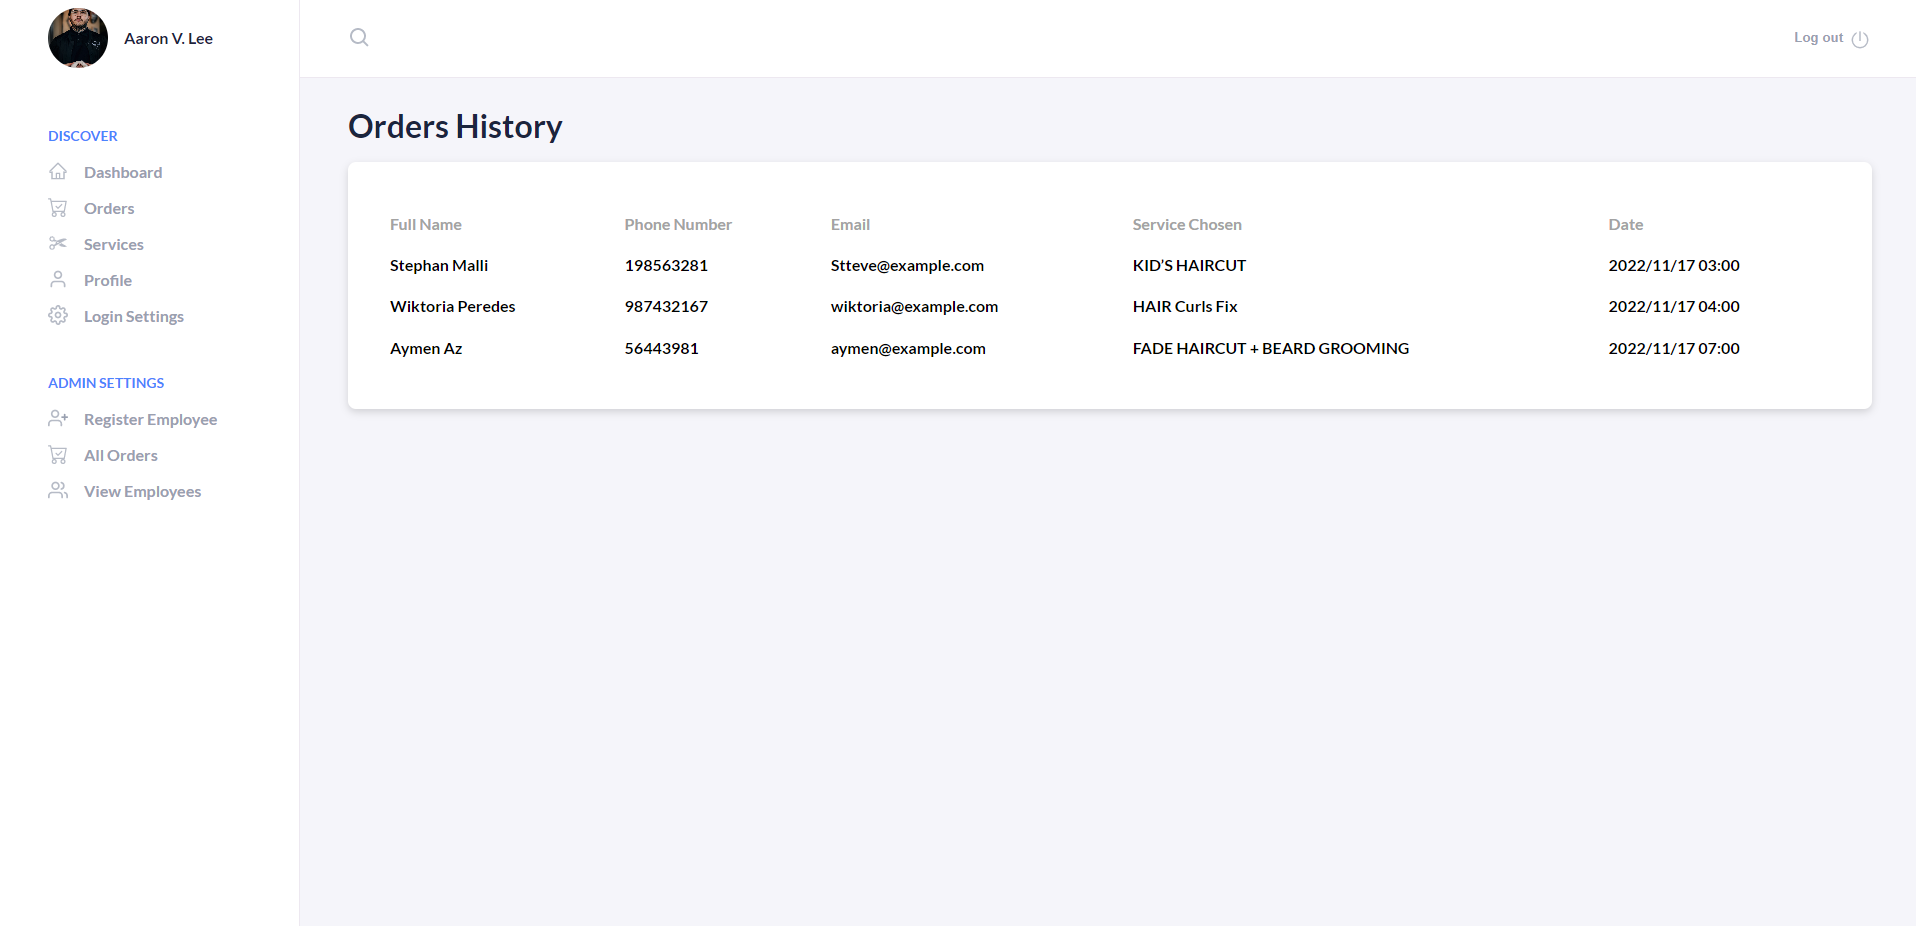 Aaron V. Lee
Log out
DISCOVER
Dashboard
Orders
Services
Profile
Login Settings
ADMIN SETTINGS
Register Employee
All Orders
View Employees
Orders History
Full Name Phone Number Email Service Chosen Date
Stephan Malli 198563281 Stteve@example.com KID’S HAIRCUT 2022/11/17 03:00
Wiktoria Peredes 987432167 wiktoria@example.com HAIR Curls Fix 2022/11/17 04:00
Aymen Az 56443981 aymen@example.com FADE HAIRCUT + BEARD GROOMING 2022/11/17 07:00